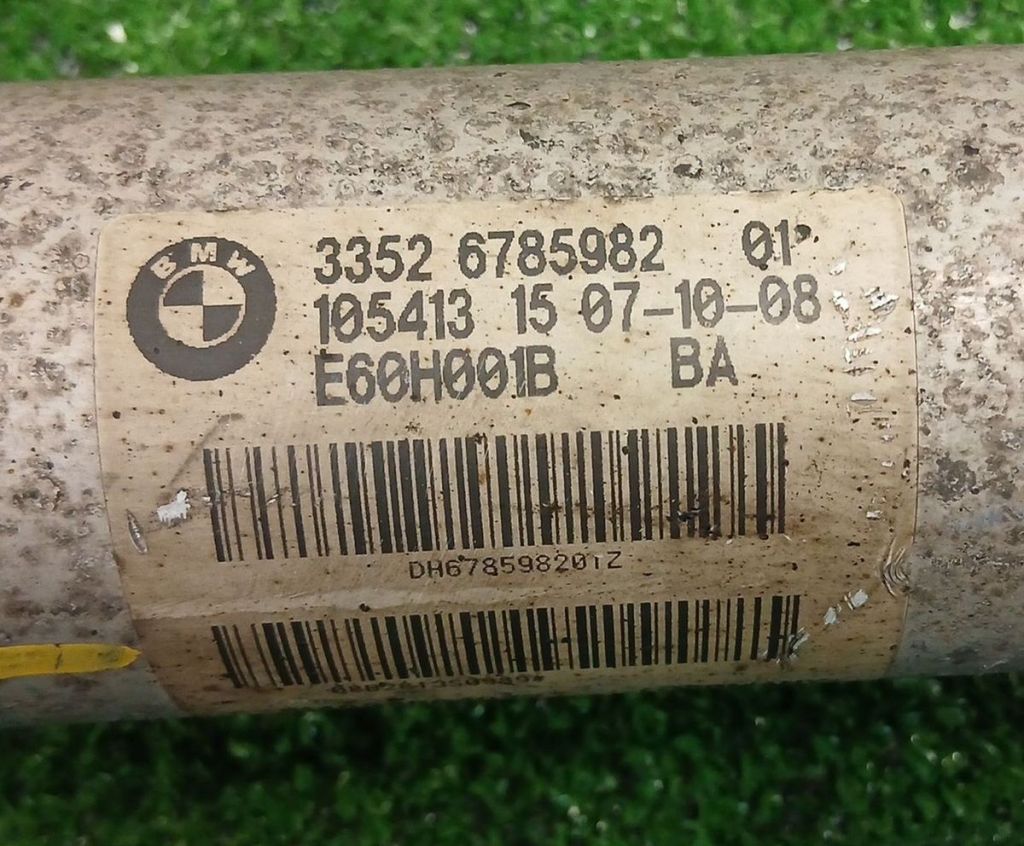 BMW
3352 6785982 01
105413 15 07-10-08
E60H001B BA
DH678598201Z